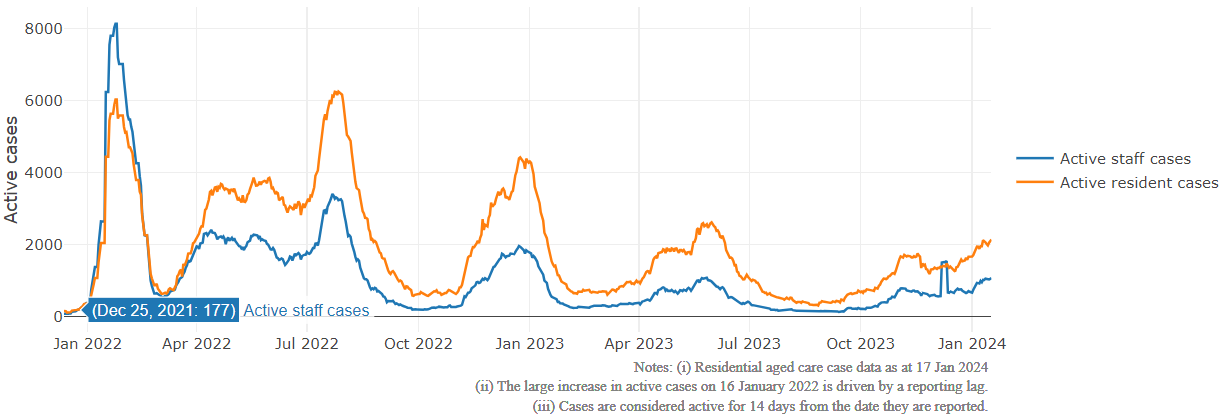 8000
6000
4000
2000
0
Active cases
(Dec 25, 2021: 177) Active staff cases
Jan 2022 Apr 2022 Jul 2022 Oct 2022 Jan 2023 Apr 2023 Jul 2023 Oct 2023 Jan 2024
Active staff cases
Active resident cases
Notes: (i) Residential aged care case data as at 17 Jan 2024
(ii) The large increase in active cases on 16 January 2022 is driven by a reporting lag.
(iii) Cases are considered active for 14 days from the date they are reported.